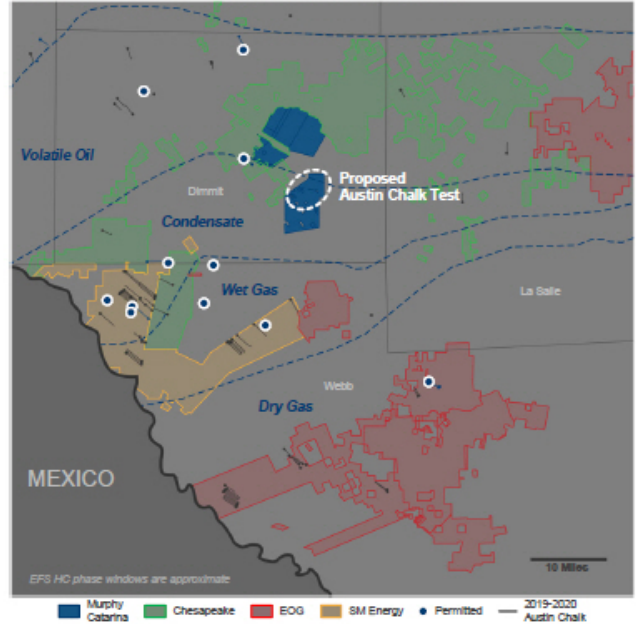 Volatile Oil
Dimmit
Proposed
Austin Chalk Test
Condensate
Wet Gas
La Salle
Webb
Dry Gas
MEXICO
10 Miles
EFS HC phase windows are approximate
Murphy
Catarina
Chesapeake
EOG
SM Energy
Permitted
2019-2020
Austin Chalk